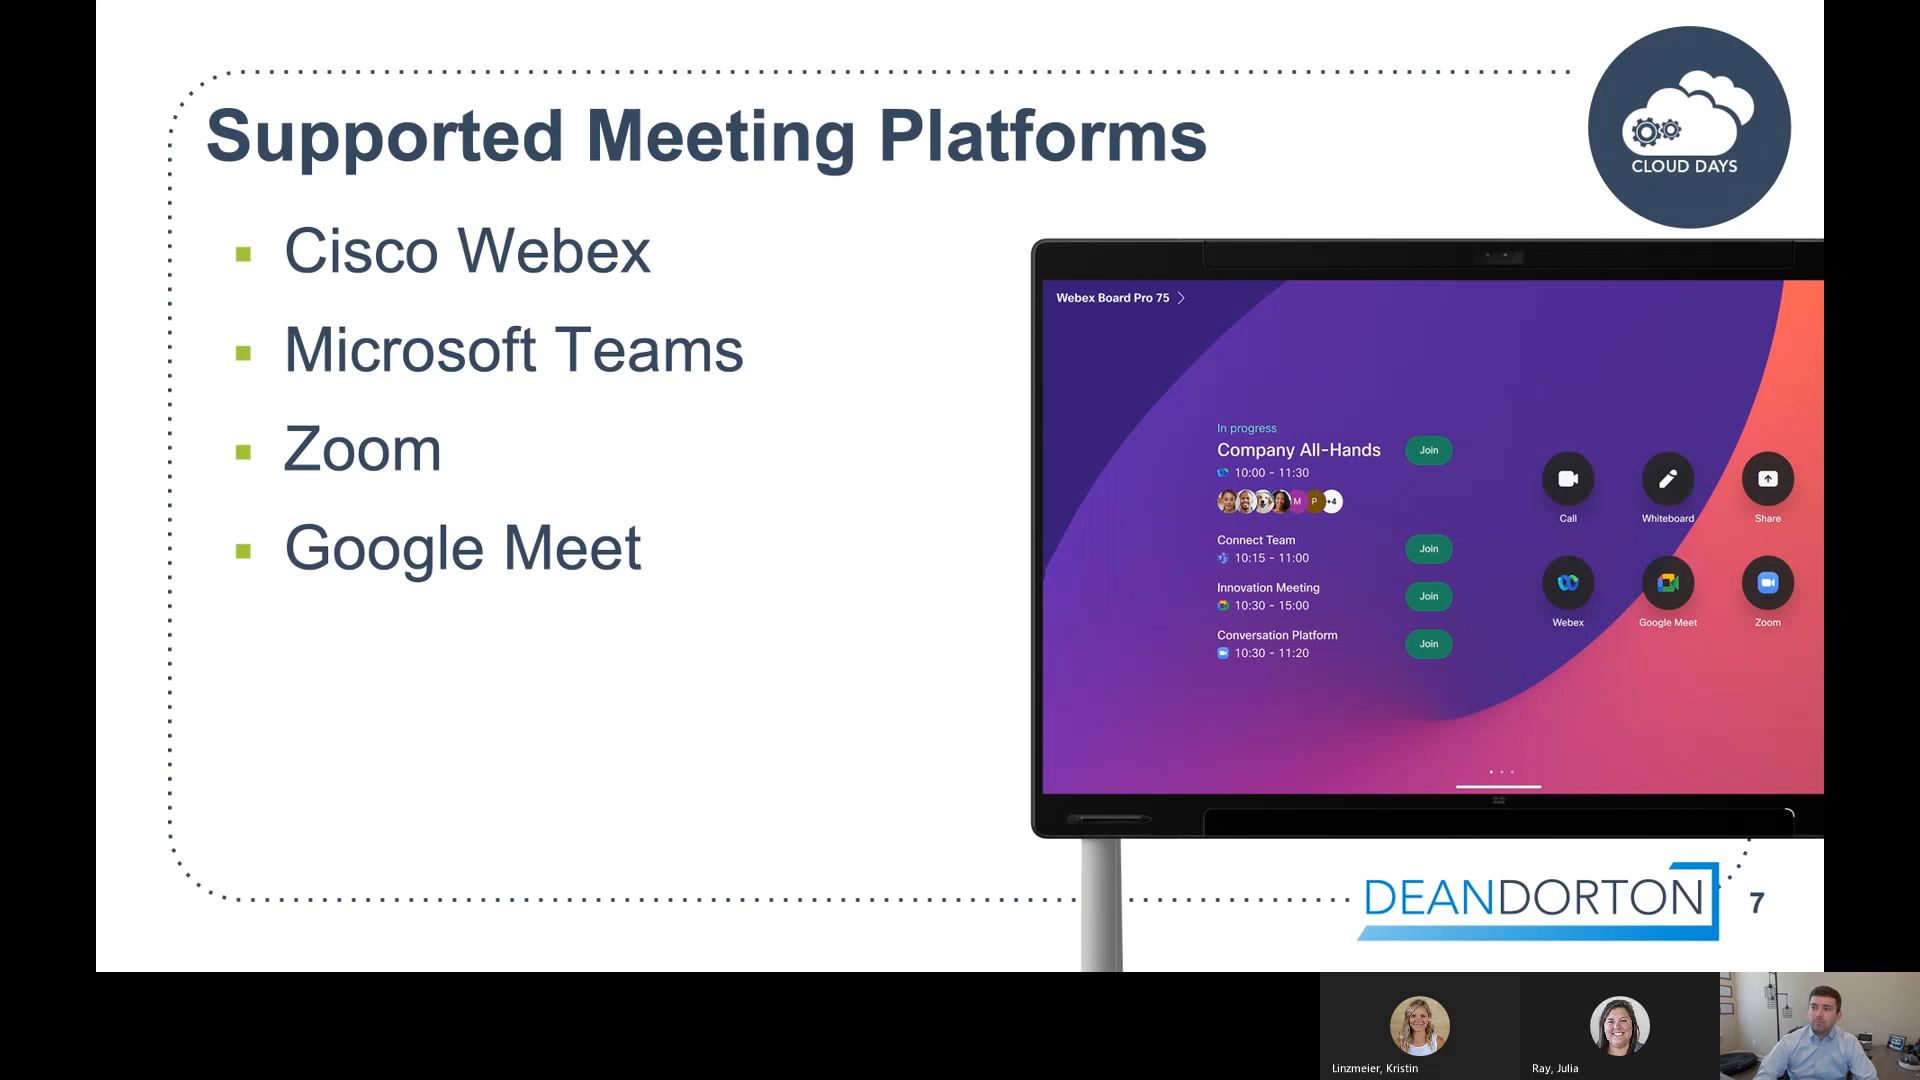 Supported Meeting Platforms
CLOUD DAYS
Cisco Webex
Microsoft Teams
Zoom
Google Meet
Webex Board Pro 75
In progress
Company All-Hands
Join
10:00 - 11:30
M P +4
Connect Team
10:15 - 11:00
Join
Innovation Meeting
10:30 - 15:00
Join
Conversation Platform
10:30 - 11:20
Join
Call
Whiteboard
Share
Webex
Google Meet
Zoom
DEANDORTON
7
Linzmeier, Kristin
Ray, Julia